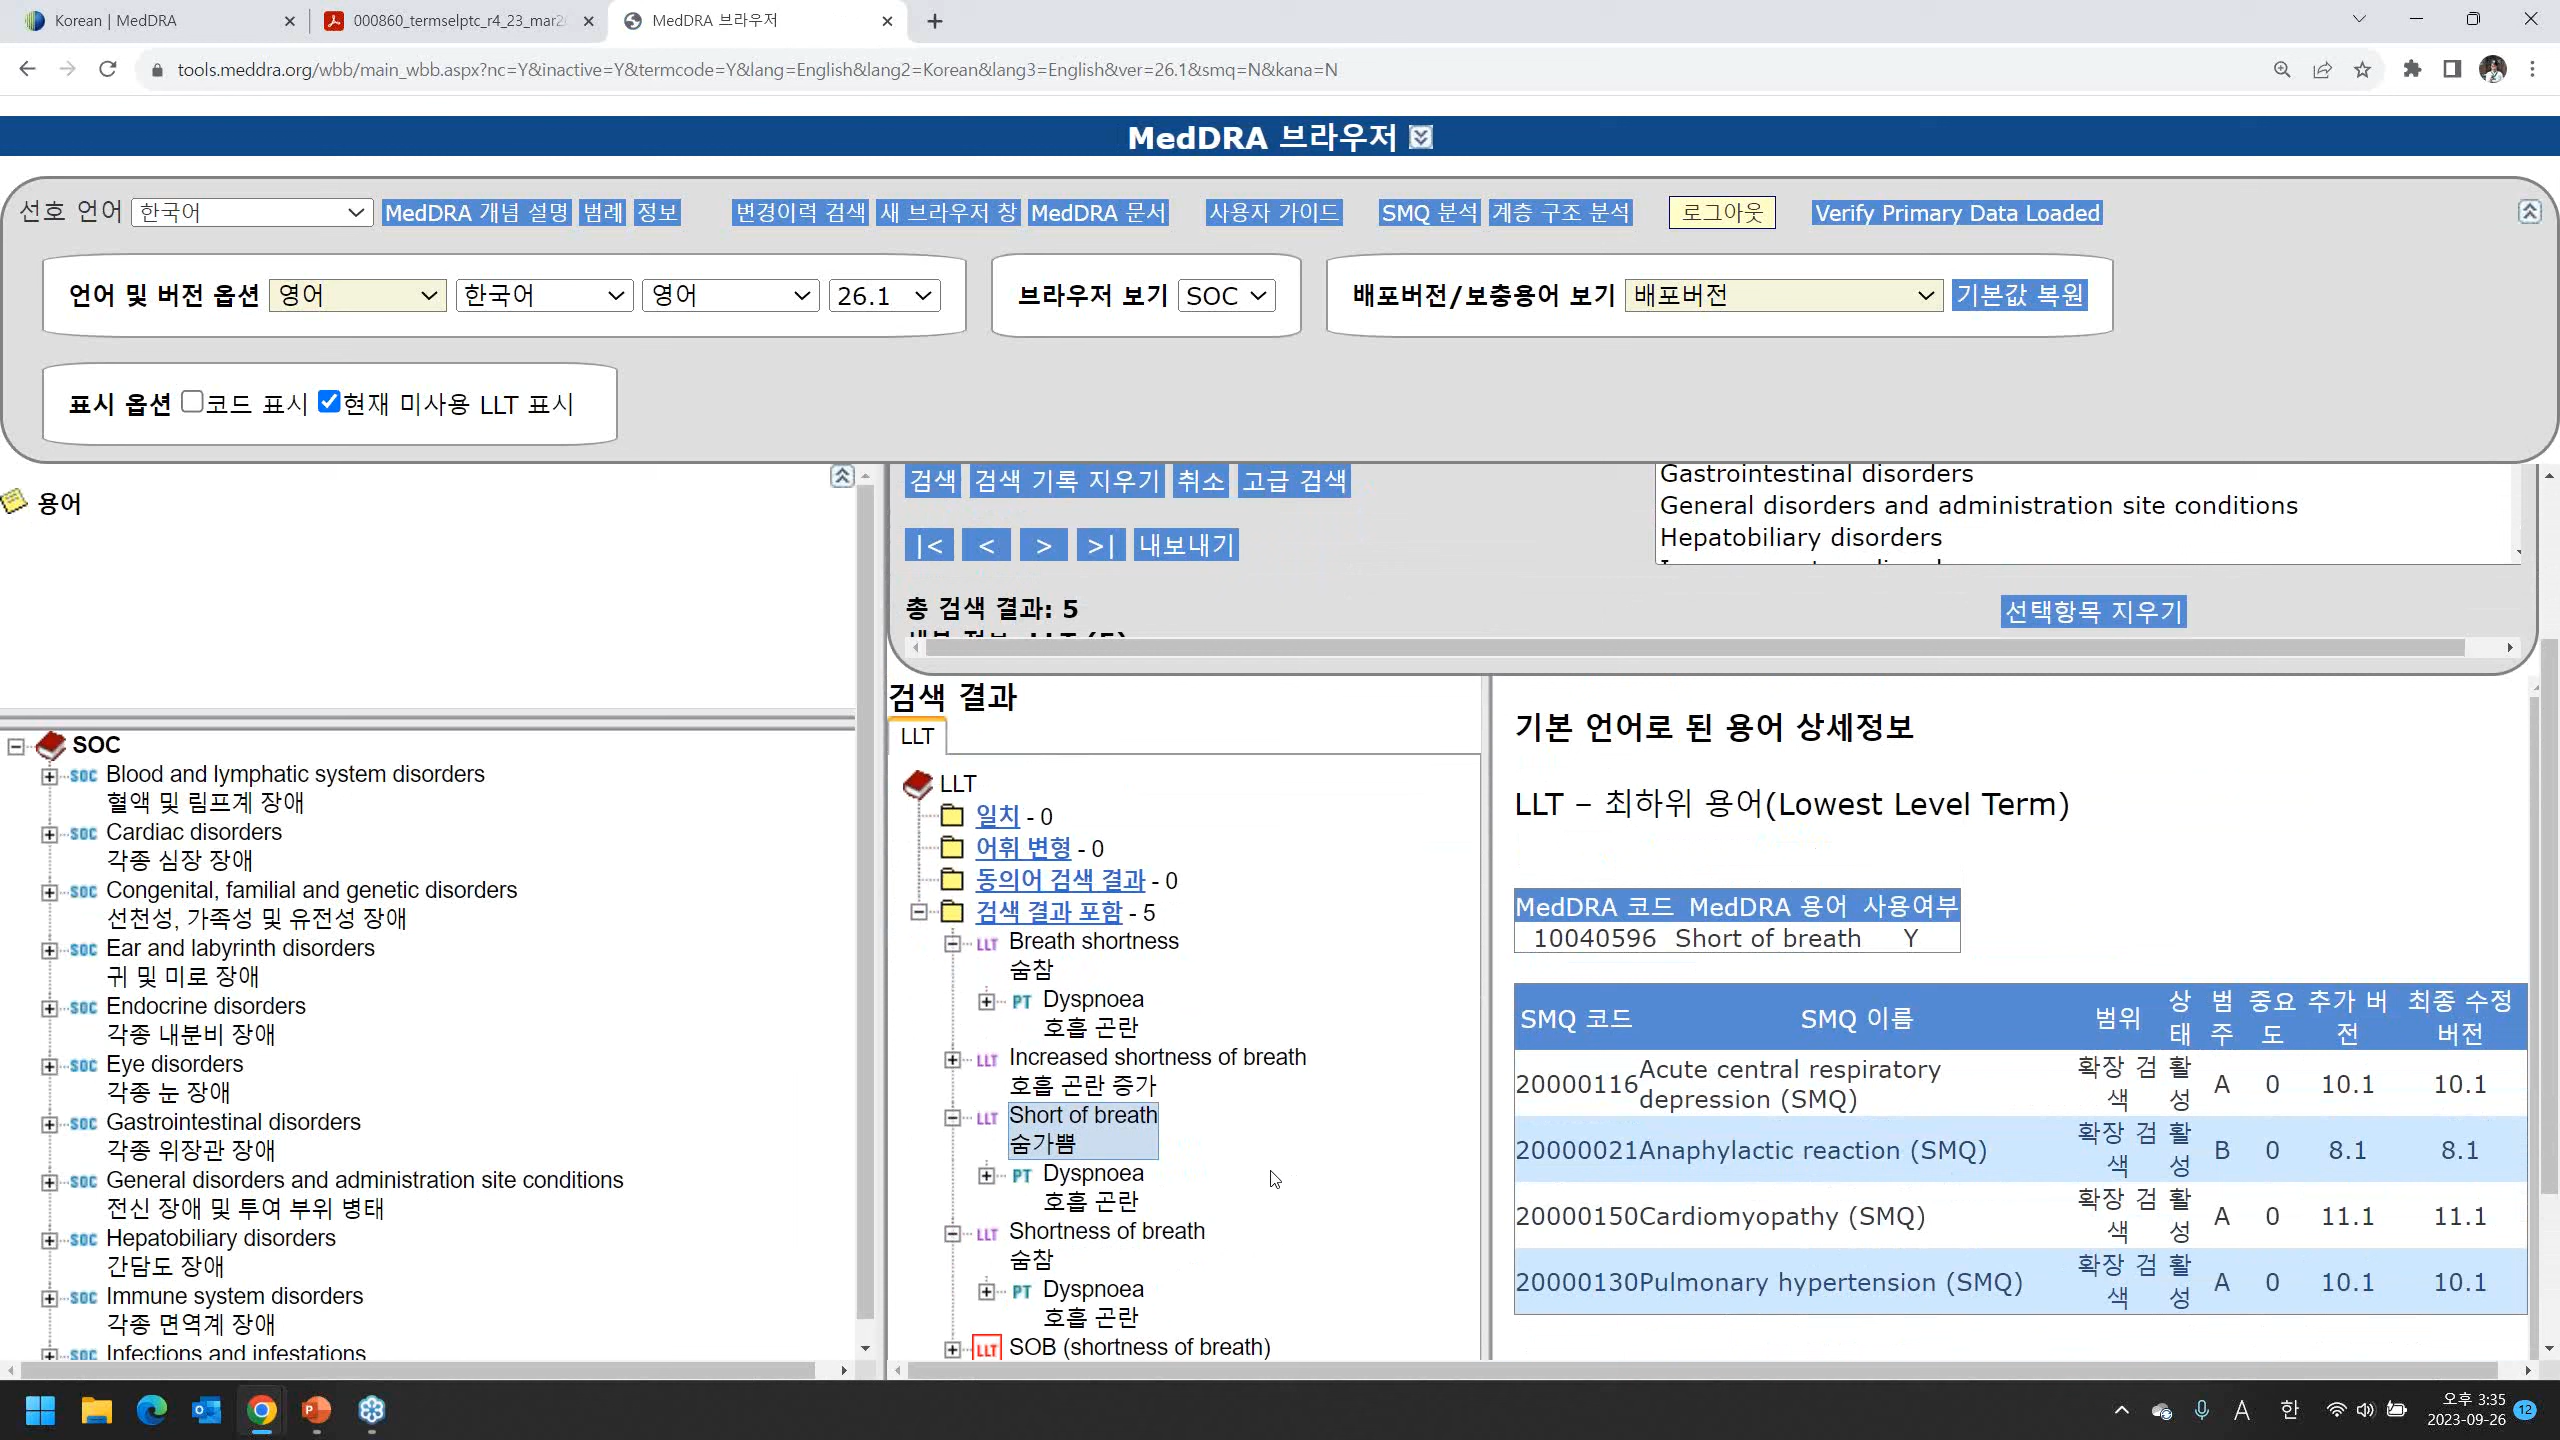 Korean | MedDRA
000860_termselptc_r4_23_mar2
MedDRA 브라우저
tools.meddra.org/wbb/main_wbb.aspx?nc=Y&inactive=Y&termcode=Y&lang=English&lang2=Korean&lang3=English&ver=26.1&smq=N&kana=N
MedDRA 브라우저
선호 언어 한국어 MedDRA 개념 설명 범례 정보 변경이력 검색 새 브라우저 창 MedDRA 문서 사용자 가이드 SMQ 분석 계층 구조 분석 로그아웃 Verify Primary Data Loaded
언어 및 버전 옵션 영어 한국어 영어 26.1 브라우저 보기 SOC 배포버전/보충용어 보기 배포버전 기본값 복원
표시 옵션 코드 표시 현재 미사용 LLT 표시
용어
SOC
SOC Blood and lymphatic system disorders
혈액 및 림프계 장애
SOC Cardiac disorders
각종 심장 장애
SOC Congenital, familial and genetic disorders
선천성, 가족성 및 유전성 장애
SOC Ear and labyrinth disorders
귀 및 미로 장애
SOC Endocrine disorders
각종 내분비 장애
SOC Eye disorders
각종 눈 장애
SOC Gastrointestinal disorders
각종 위장관 장애
SOC General disorders and administration site conditions
전신 장애 및 투여 부위 병태
SOC Hepatobiliary disorders
간담도 장애
SOC Immune system disorders
각종 면역계 장애
SOC Infections and infestations
검색 검색 기록 지우기 취소 고급 검색
|< < > >| 내보내기
Gastrointestinal disorders
General disorders and administration site conditions
Hepatobiliary disorders
총 검색 결과: 5
선택항목 지우기
검색 결과
LLT
LLT
일치 - 0
어휘 변형 - 0
동의어 검색 결과 - 0
검색 결과 포함 - 5
LLT Breath shortness
숨참
PT Dyspnoea
호흡 곤란
LLT Increased shortness of breath
호흡 곤란 증가
LLT Short of breath
숨가쁨
PT Dyspnoea
호흡 곤란
LLT Shortness of breath
숨참
PT Dyspnoea
호흡 곤란
LLT SOB (shortness of breath)
기본 언어로 된 용어 상세정보
LLT – 최하위 용어(Lowest Level Term)
MedDRA 코드 MedDRA 용어 사용여부
10040596 Short of breath Y
SMQ 코드 SMQ 이름 범위 상태 범주 중요도 추가 버전 최종 수정 버전
20000116 Acute central respiratory depression (SMQ) 확장 검색 활성 A 0 10.1 10.1
20000021 Anaphylactic reaction (SMQ) 확장 검색 활성 B 0 8.1 8.1
20000150 Cardiomyopathy (SMQ) 확장 검색 활성 A 0 11.1 11.1
20000130 Pulmonary hypertension (SMQ) 확장 검색 활성 A 0 10.1 10.1
A 한 오후 3:35
2023-09-26 12